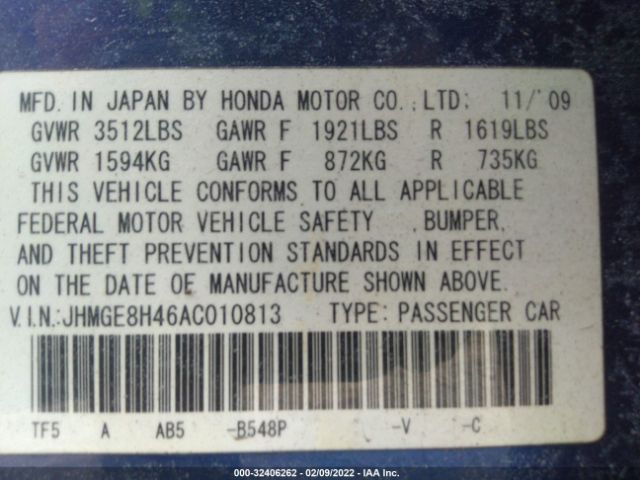 MFD. IN JAPAN BY HONDA MOTOR CO., LTD. 11/'09
GVWR 3512LBS GAWR F 1921LBS R 1619LBS
GVWR 1594KG GAWR F 872KG R 735KG
THIS VEHICLE CONFORMS TO ALL APPLICABLE
FEDERAL MOTOR VEHICLE SAFETY , BUMPER,
AND THEFT PREVENTION STANDARDS IN EFFECT
ON THE DATE OF MANUFACTURE SHOWN ABOVE.
V.I.N.:JHMGE8H46AC010813 TYPE: PASSENGER CAR
TF5 A AB5 -B548P -V -C
000-32406262 - 02/09/2022 - IAA Inc.